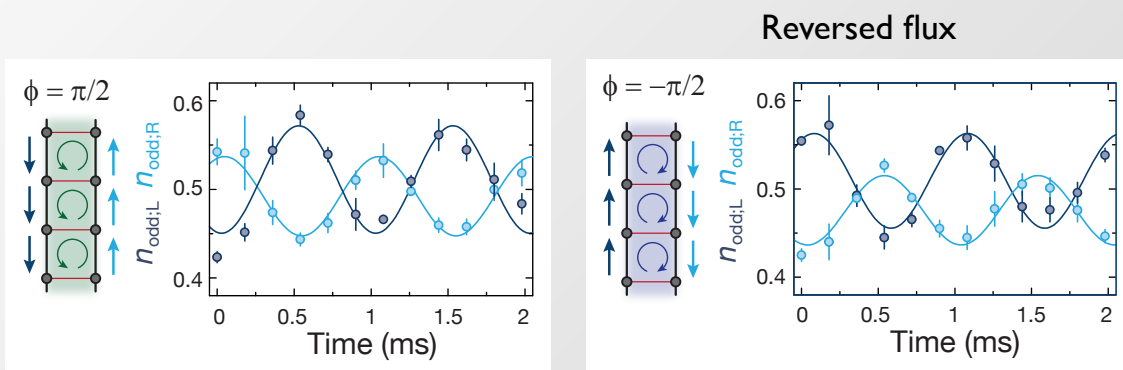 Reversed flux
ϕ = π/2
n_odd;L n_odd;R
0.6
0.5
0.4
0 0.5 1 1.5 2
Time (ms)
ϕ = −π/2
n_odd;L n_odd;R
0.6
0.5
0.4
0 0.5 1 1.5 2
Time (ms)